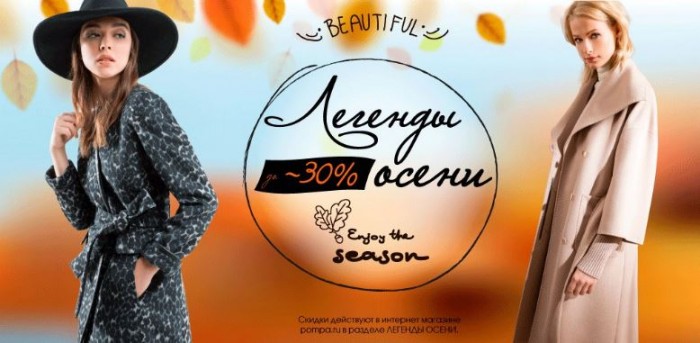 BEAUTIFUL
Легенды
до ~30% осени
Enjoy the
season
Скидки действуют в интернет магазине
pompa.ru в разделе ЛЕГЕНДЫ ОСЕНИ.